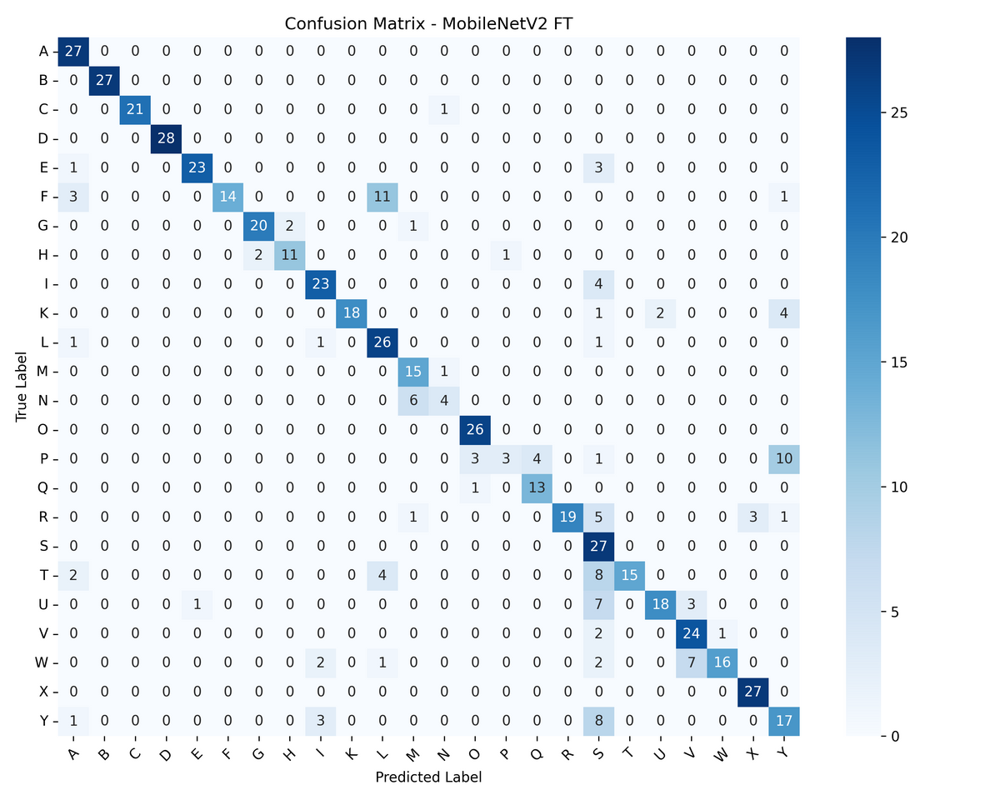 Confusion Matrix - MobileNetV2 FT
A 27 0 0 0 0 0 0 0 0 0 0 0 0 0 0 0 0 0 0 0 0 0 0 0
B 0 27 0 0 0 0 0 0 0 0 0 0 0 0 0 0 0 0 0 0 0 0 0 0
C 0 0 21 0 0 0 0 0 0 0 0 0 1 0 0 0 0 0 0 0 0 0 0 0
D 0 0 0 28 0 0 0 0 0 0 0 0 0 0 0 0 0 0 0 0 0 0 0 0
E 1 0 0 0 23 0 0 0 0 0 0 0 0 0 0 0 0 3 0 0 0 0 0 0
F 3 0 0 0 0 14 0 0 0 0 11 0 0 0 0 0 0 0 0 0 0 0 0 1
G 0 0 0 0 0 0 20 2 0 0 0 1 0 0 0 0 0 0 0 0 0 0 0 0
H 0 0 0 0 0 0 2 11 0 0 0 0 0 0 1 0 0 0 0 0 0 0 0 0
I 0 0 0 0 0 0 0 0 23 0 0 0 0 0 0 0 0 4 0 0 0 0 0 0
K 0 0 0 0 0 0 0 0 0 18 0 0 0 0 0 0 0 1 0 2 0 0 0 4
L 1 0 0 0 0 0 0 0 1 0 26 0 0 0 0 0 0 1 0 0 0 0 0 0
M 0 0 0 0 0 0 0 0 0 0 0 15 1 0 0 0 0 0 0 0 0 0 0 0
N 0 0 0 0 0 0 0 0 0 0 0 6 4 0 0 0 0 0 0 0 0 0 0 0
O 0 0 0 0 0 0 0 0 0 0 0 0 0 26 0 0 0 0 0 0 0 0 0 0
P 0 0 0 0 0 0 0 0 0 0 0 0 0 3 3 4 0 1 0 0 0 0 0 10
Q 0 0 0 0 0 0 0 0 0 0 0 0 0 1 0 13 0 0 0 0 0 0 0 0
R 0 0 0 0 0 0 0 0 0 0 0 1 0 0 0 0 19 5 0 0 0 0 3 1
S 0 0 0 0 0 0 0 0 0 0 0 0 0 0 0 0 0 27 0 0 0 0 0 0
T 2 0 0 0 0 0 0 0 0 0 4 0 0 0 0 0 0 8 15 0 0 0 0 0
U 0 0 0 0 1 0 0 0 0 0 0 0 0 0 0 0 0 7 0 18 3 0 0 0
V 0 0 0 0 0 0 0 0 0 0 0 0 0 0 0 0 0 2 0 0 24 1 0 0
W 0 0 0 0 0 0 0 0 2 0 1 0 0 0 0 0 0 2 0 0 7 16 0 0
X 0 0 0 0 0 0 0 0 0 0 0 0 0 0 0 0 0 0 0 0 0 0 27 0
Y 1 0 0 0 0 0 0 0 3 0 0 0 0 0 0 0 0 8 0 0 0 0 0 17
A B C D E F G H I K L M N O P Q R S T U V W X Y
Predicted Label
True Label
25
20
15
10
5
0